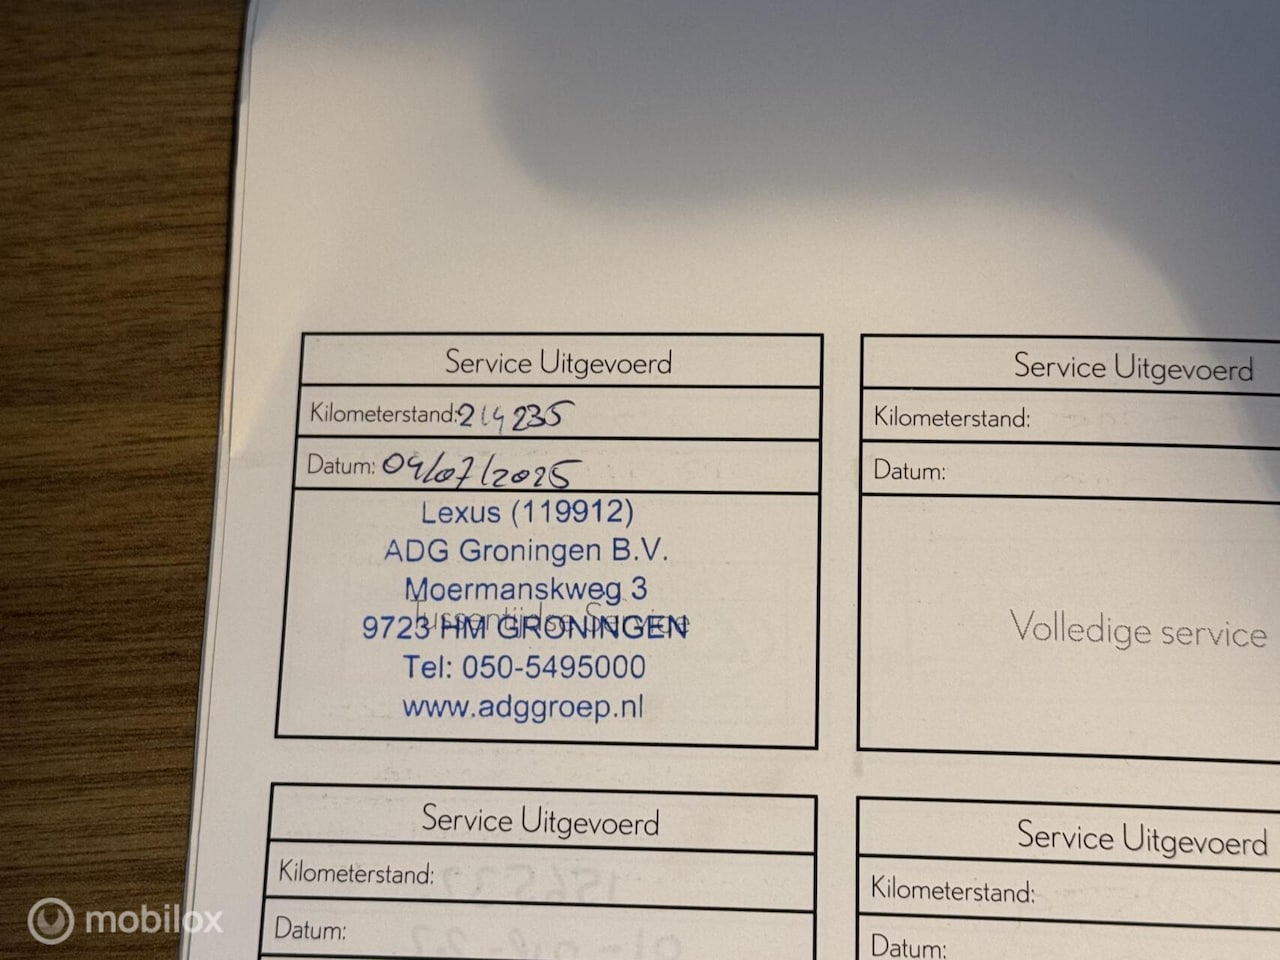 Service Uitgevoerd
Kilometerstand: 214235
Datum: 04/07/2025
Lexus (119912)
ADG Groningen B.V.
Moermanskweg 3
Tussentijdse Service
9723 HM GRONINGEN
Tel: 050-5495000
www.adggroep.nl
Service Uitgevoerd
Kilometerstand:
Datum:
Volledige service
Service Uitgevoerd
Kilometerstand:
Datum:
Service Uitgevoerd
Kilometerstand:
Datum:
mobilox